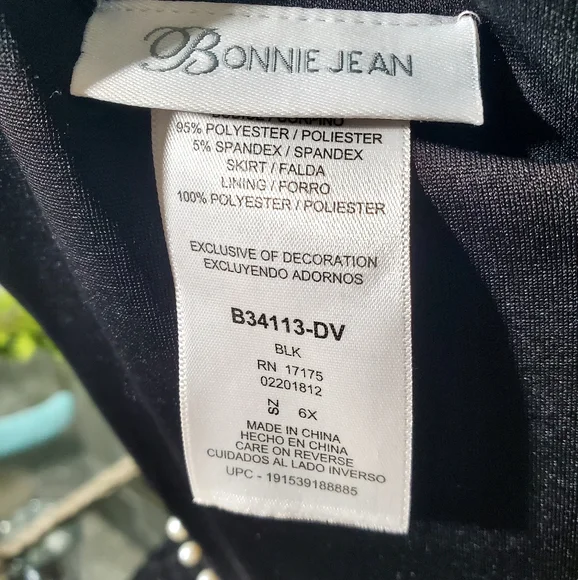 BONNIE JEAN
95% POLYESTER / POLIESTER
5% SPANDEX / SPANDEX
SKIRT / FALDA
LINING / FORRO
100% POLYESTER / POLIESTER
EXCLUSIVE OF DECORATION
EXCLUYENDO ADORNOS
B34113-DV
BLK
RN 17175
02201812
SZ 6X
MADE IN CHINA
HECHO EN CHINA
CARE ON REVERSE
CUIDADOS AL LADO INVERSO
UPC - 191539188885